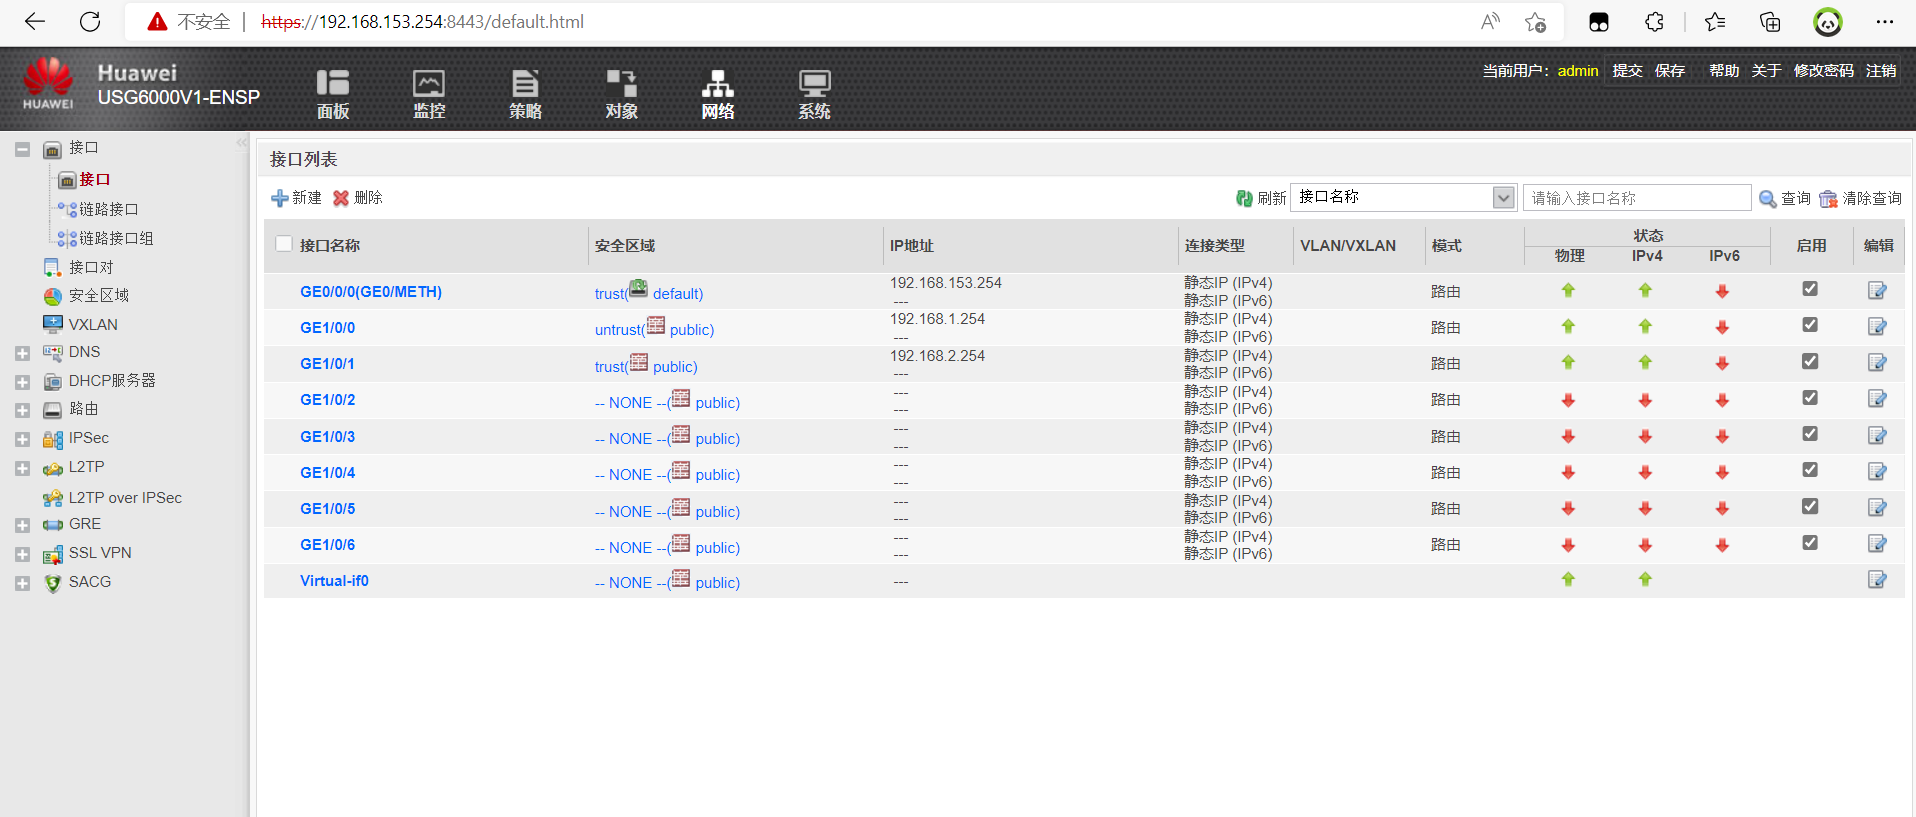 不安全 https://192.168.153.254:8443/default.html
HUAWEI
Huawei
USG6000V1-ENSP
面板
监控
策略
对象
网络
系统
当前用户：admin 提交 保存 帮助 关于 修改密码 注销
接口
接口
链路接口
链路接口组
接口对
安全区域
VXLAN
DNS
DHCP服务器
路由
IPSec
L2TP
L2TP over IPSec
GRE
SSL VPN
SACG
接口列表
新建 删除 刷新 接口名称 请输入接口名称 查询 清除查询
接口名称 安全区域 IP地址 连接类型 VLAN/VXLAN 模式 状态 启用 编辑
物理 IPv4 IPv6
GE0/0/0(GE0/METH) trust( default) 192.168.153.254 静态IP (IPv4) 路由
--- 静态IP (IPv6)
GE1/0/0 untrust( public) 192.168.1.254 静态IP (IPv4) 路由
--- 静态IP (IPv6)
GE1/0/1 trust( public) 192.168.2.254 静态IP (IPv4) 路由
--- 静态IP (IPv6)
GE1/0/2 -- NONE --( public) --- 静态IP (IPv4) 路由
--- 静态IP (IPv6)
GE1/0/3 -- NONE --( public) --- 静态IP (IPv4) 路由
--- 静态IP (IPv6)
GE1/0/4 -- NONE --( public) --- 静态IP (IPv4) 路由
--- 静态IP (IPv6)
GE1/0/5 -- NONE --( public) --- 静态IP (IPv4) 路由
--- 静态IP (IPv6)
GE1/0/6 -- NONE --( public) --- 静态IP (IPv4) 路由
--- 静态IP (IPv6)
Virtual-if0 -- NONE --( public) ---